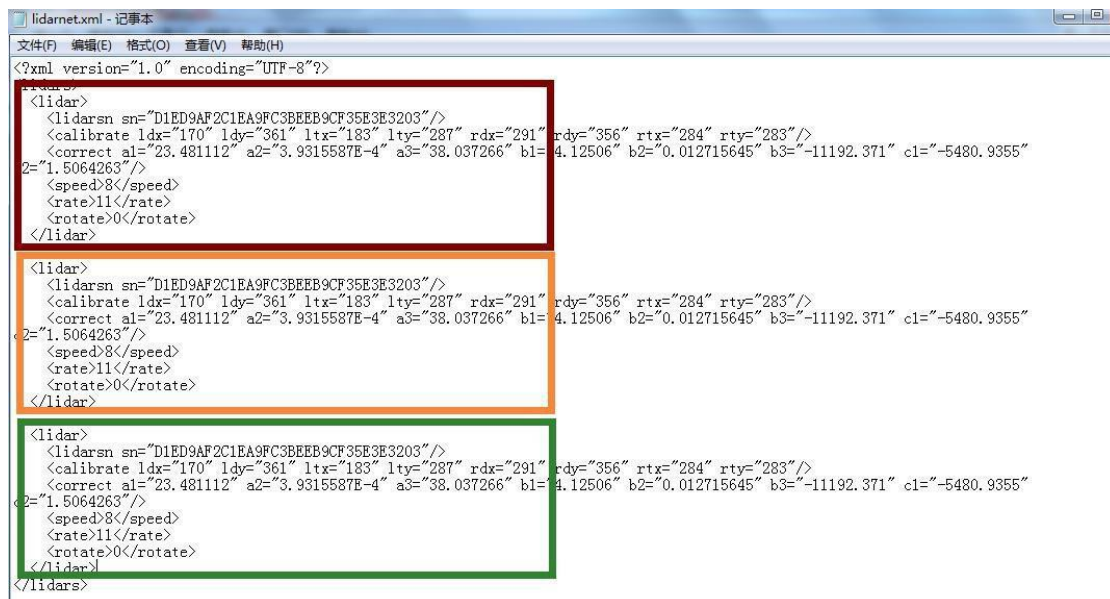 lidarnet.xml - 记事本
文件(F) 编辑(E) 格式(O) 查看(V) 帮助(H)
<?xml version="1.0" encoding="UTF-8"?>
<lidars>
<lidar>
<lidarsn sn="D1ED9AF2C1EA9FC3BEEB9CF35E3E3203"/>
<calibrate ldx="170" ldy="361" ltx="183" lty="287" rdx="291" rdy="356" rtx="284" rty="283"/>
<correct a1="23.481112" a2="3.9315587E-4" a3="38.037266" b1="4.12506" b2="0.012715645" b3="-11192.371" c1="-5480.9355"
2="1.5064263"/>
<speed>8</speed>
<rate>11</rate>
<rotate>0</rotate>
</lidar>
<lidar>
<lidarsn sn="D1ED9AF2C1EA9FC3BEEB9CF35E3E3203"/>
<calibrate ldx="170" ldy="361" ltx="183" lty="287" rdx="291" rdy="356" rtx="284" rty="283"/>
<correct a1="23.481112" a2="3.9315587E-4" a3="38.037266" b1="4.12506" b2="0.012715645" b3="-11192.371" c1="-5480.9355"
c2="1.5064263"/>
<speed>8</speed>
<rate>11</rate>
<rotate>0</rotate>
</lidar>
<lidar>
<lidarsn sn="D1ED9AF2C1EA9FC3BEEB9CF35E3E3203"/>
<calibrate ldx="170" ldy="361" ltx="183" lty="287" rdx="291" rdy="356" rtx="284" rty="283"/>
<correct a1="23.481112" a2="3.9315587E-4" a3="38.037266" b1="4.12506" b2="0.012715645" b3="-11192.371" c1="-5480.9355"
c2="1.5064263"/>
<speed>8</speed>
<rate>11</rate>
<rotate>0</rotate>
</lidar>
</lidars>